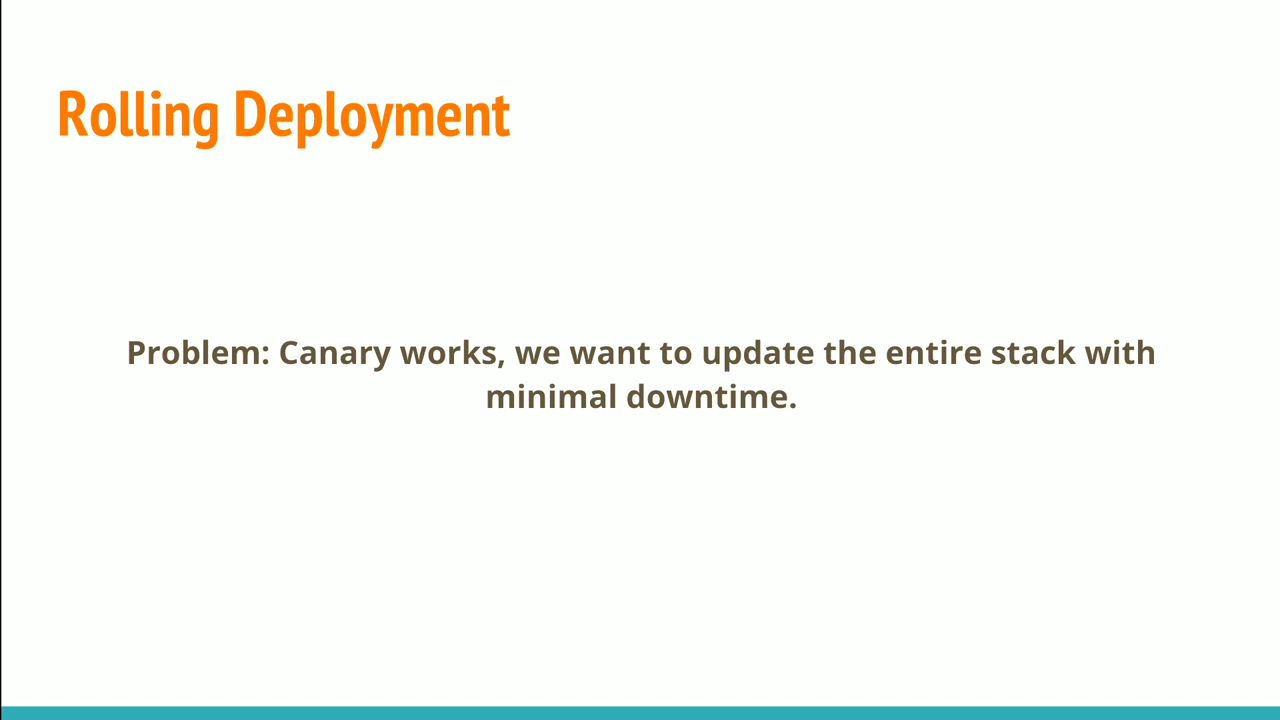 Rolling Deployment
Problem: Canary works, we want to update the entire stack with
minimal downtime.